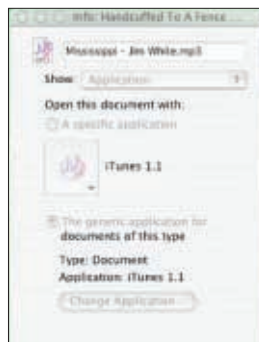 Info: Handcuffed To A Fence ...
Mississippi - Jim White.mp3
Show: Application
Open this document with:
A specific application
iTunes 1.1
The generic application for
documents of this type
Type: Document
Application: iTunes 1.1
Change Application...